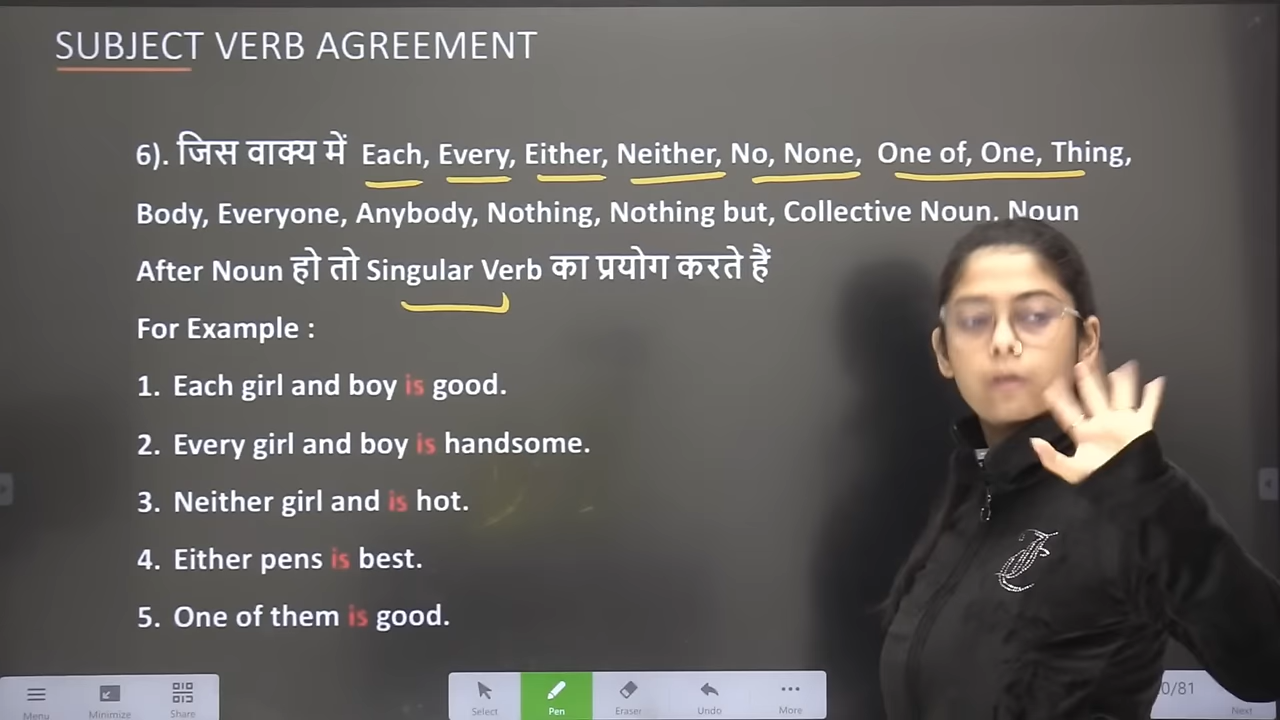 SUBJECT VERB AGREEMENT
6). जिस वाक्य में Each, Every, Either, Neither, No, None, One of, One, Thing,
Body, Everyone, Anybody, Nothing, Nothing but, Collective Noun, Noun
After Noun हो तो Singular Verb का प्रयोग करते हैं
For Example :
1. Each girl and boy is good.
2. Every girl and boy is handsome.
3. Neither girl and is hot.
4. Either pens is best.
5. One of them is good.
Menu Minimize Share Select Pen Eraser Undo More Next
0/81